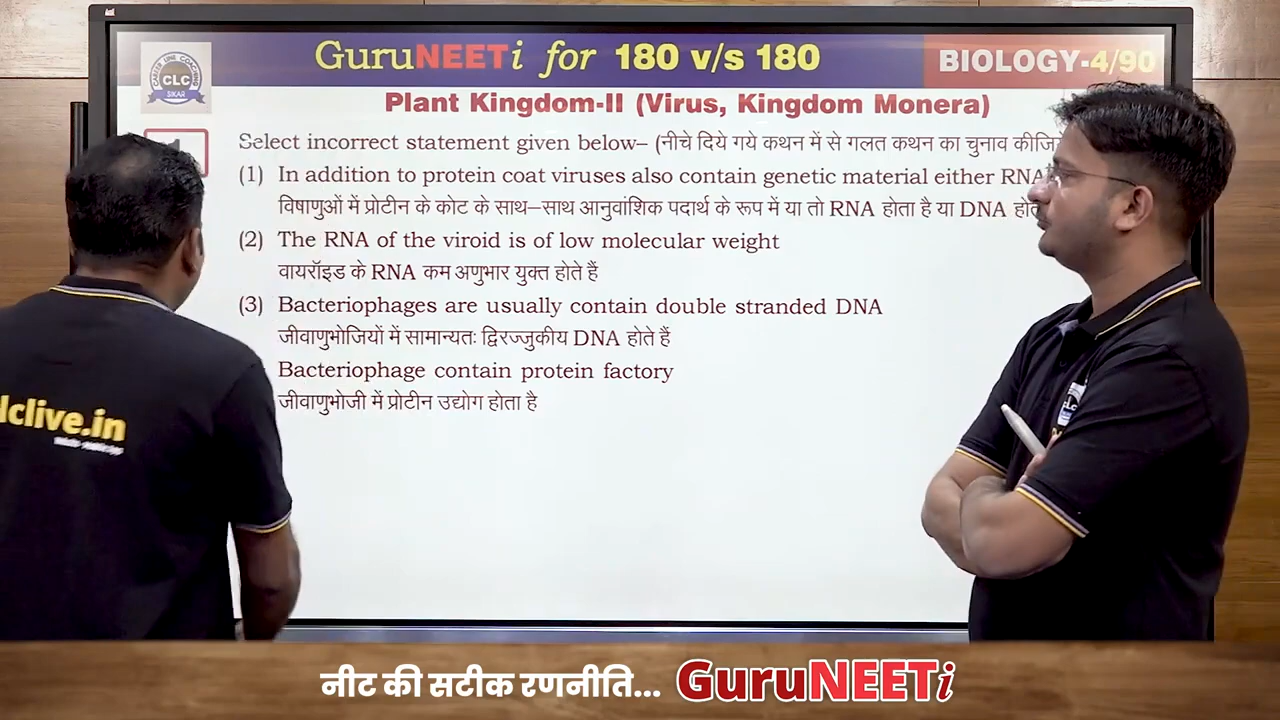 GuruNEETi for 180 v/s 180
BIOLOGY-4/90
CLC
SIKAR
Plant Kingdom-II (Virus, Kingdom Monera)
Select incorrect statement given below– (नीचे दिये गये कथन में से गलत कथन का चुनाव
(1) In addition to protein coat viruses also contain genetic material either RNA
विषाणुओं में प्रोटीन के कोट के साथ–साथ आनुवांशिक पदार्थ के रूप में या तो RNA होता है या DNA
(2) The RNA of the viroid is of low molecular weight
वायरॉइड के RNA कम अणुभार युक्त होते हैं
(3) Bacteriophages are usually contain double stranded DNA
जीवाणुभोजियों में सामान्यतः द्विरज्जुकीय DNA होते हैं
Bacteriophage contain protein factory
जीवाणुभोजी में प्रोटीन उद्योग होता है
lclive.in
नीट की सटीक रणनीति... GuruNEETi